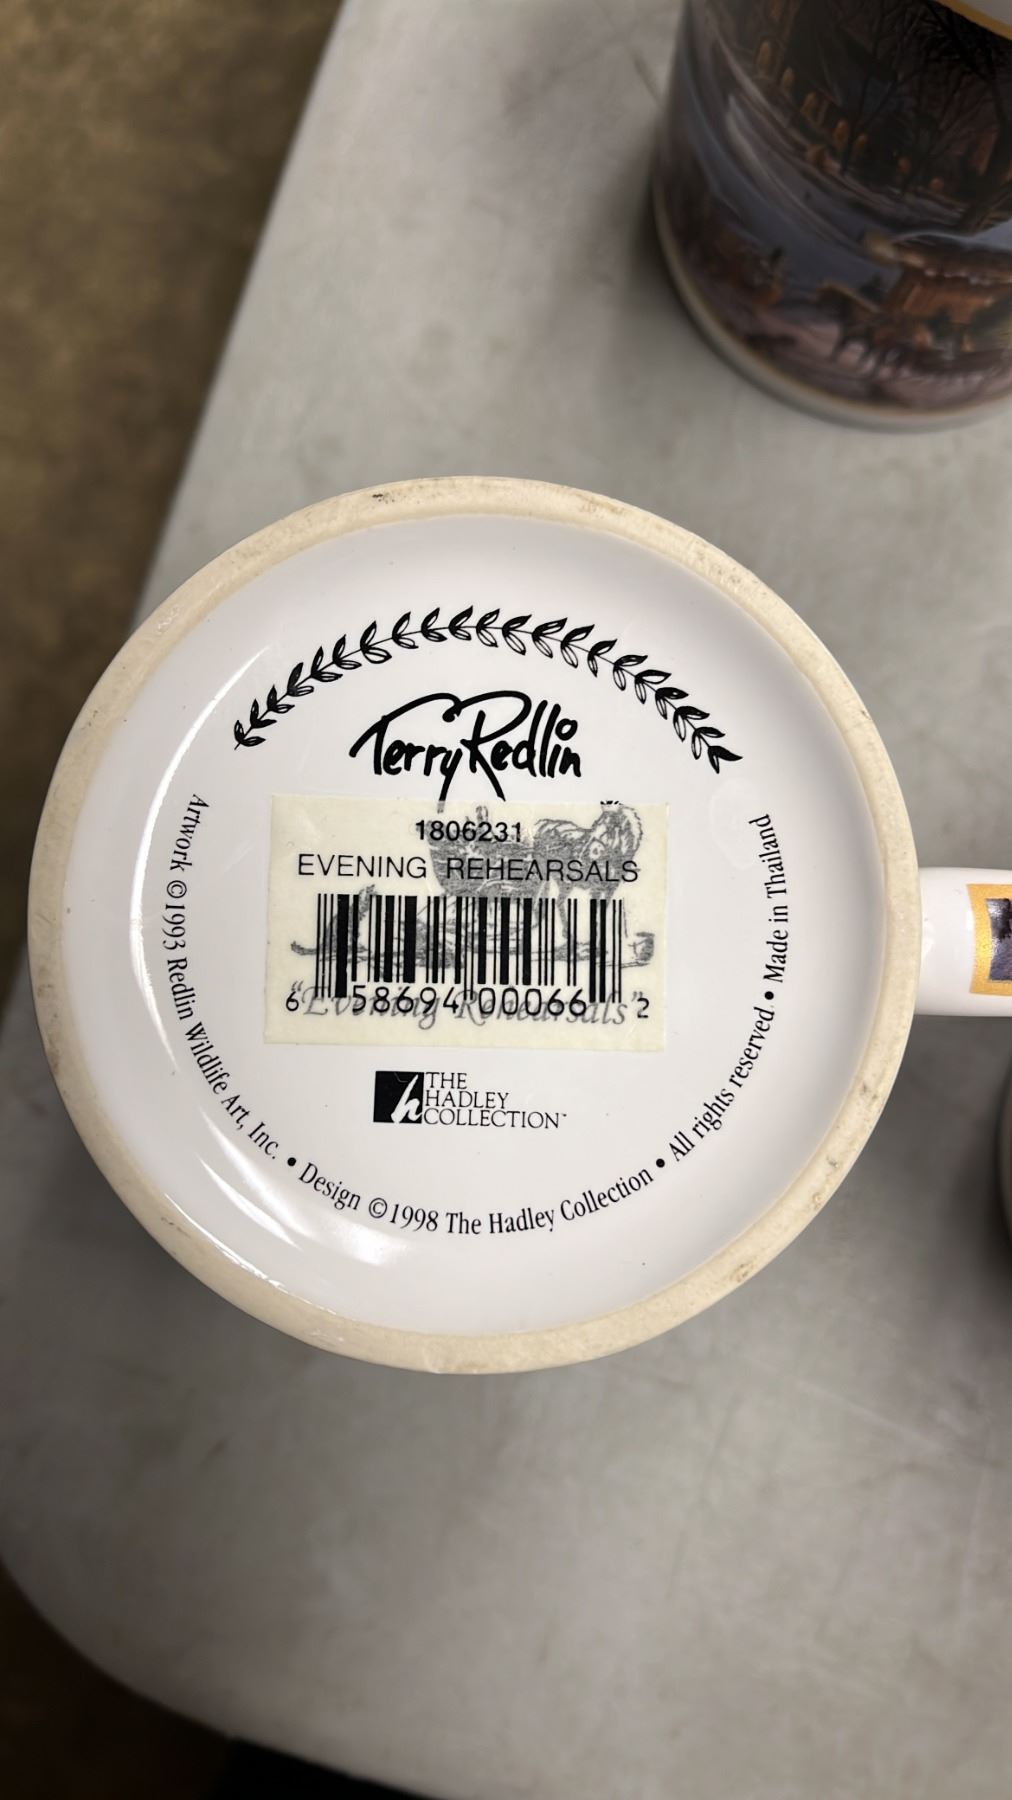 Terry Redlin
1806231
EVENING REHEARSALS
6 58694 00066 2
"Evening Rehearsals"
THE
HADLEY
COLLECTION™
Artwork ©1993 Redlin Wildlife Art, Inc. • Design ©1998 The Hadley Collection • All rights reserved. • Made in Thailand